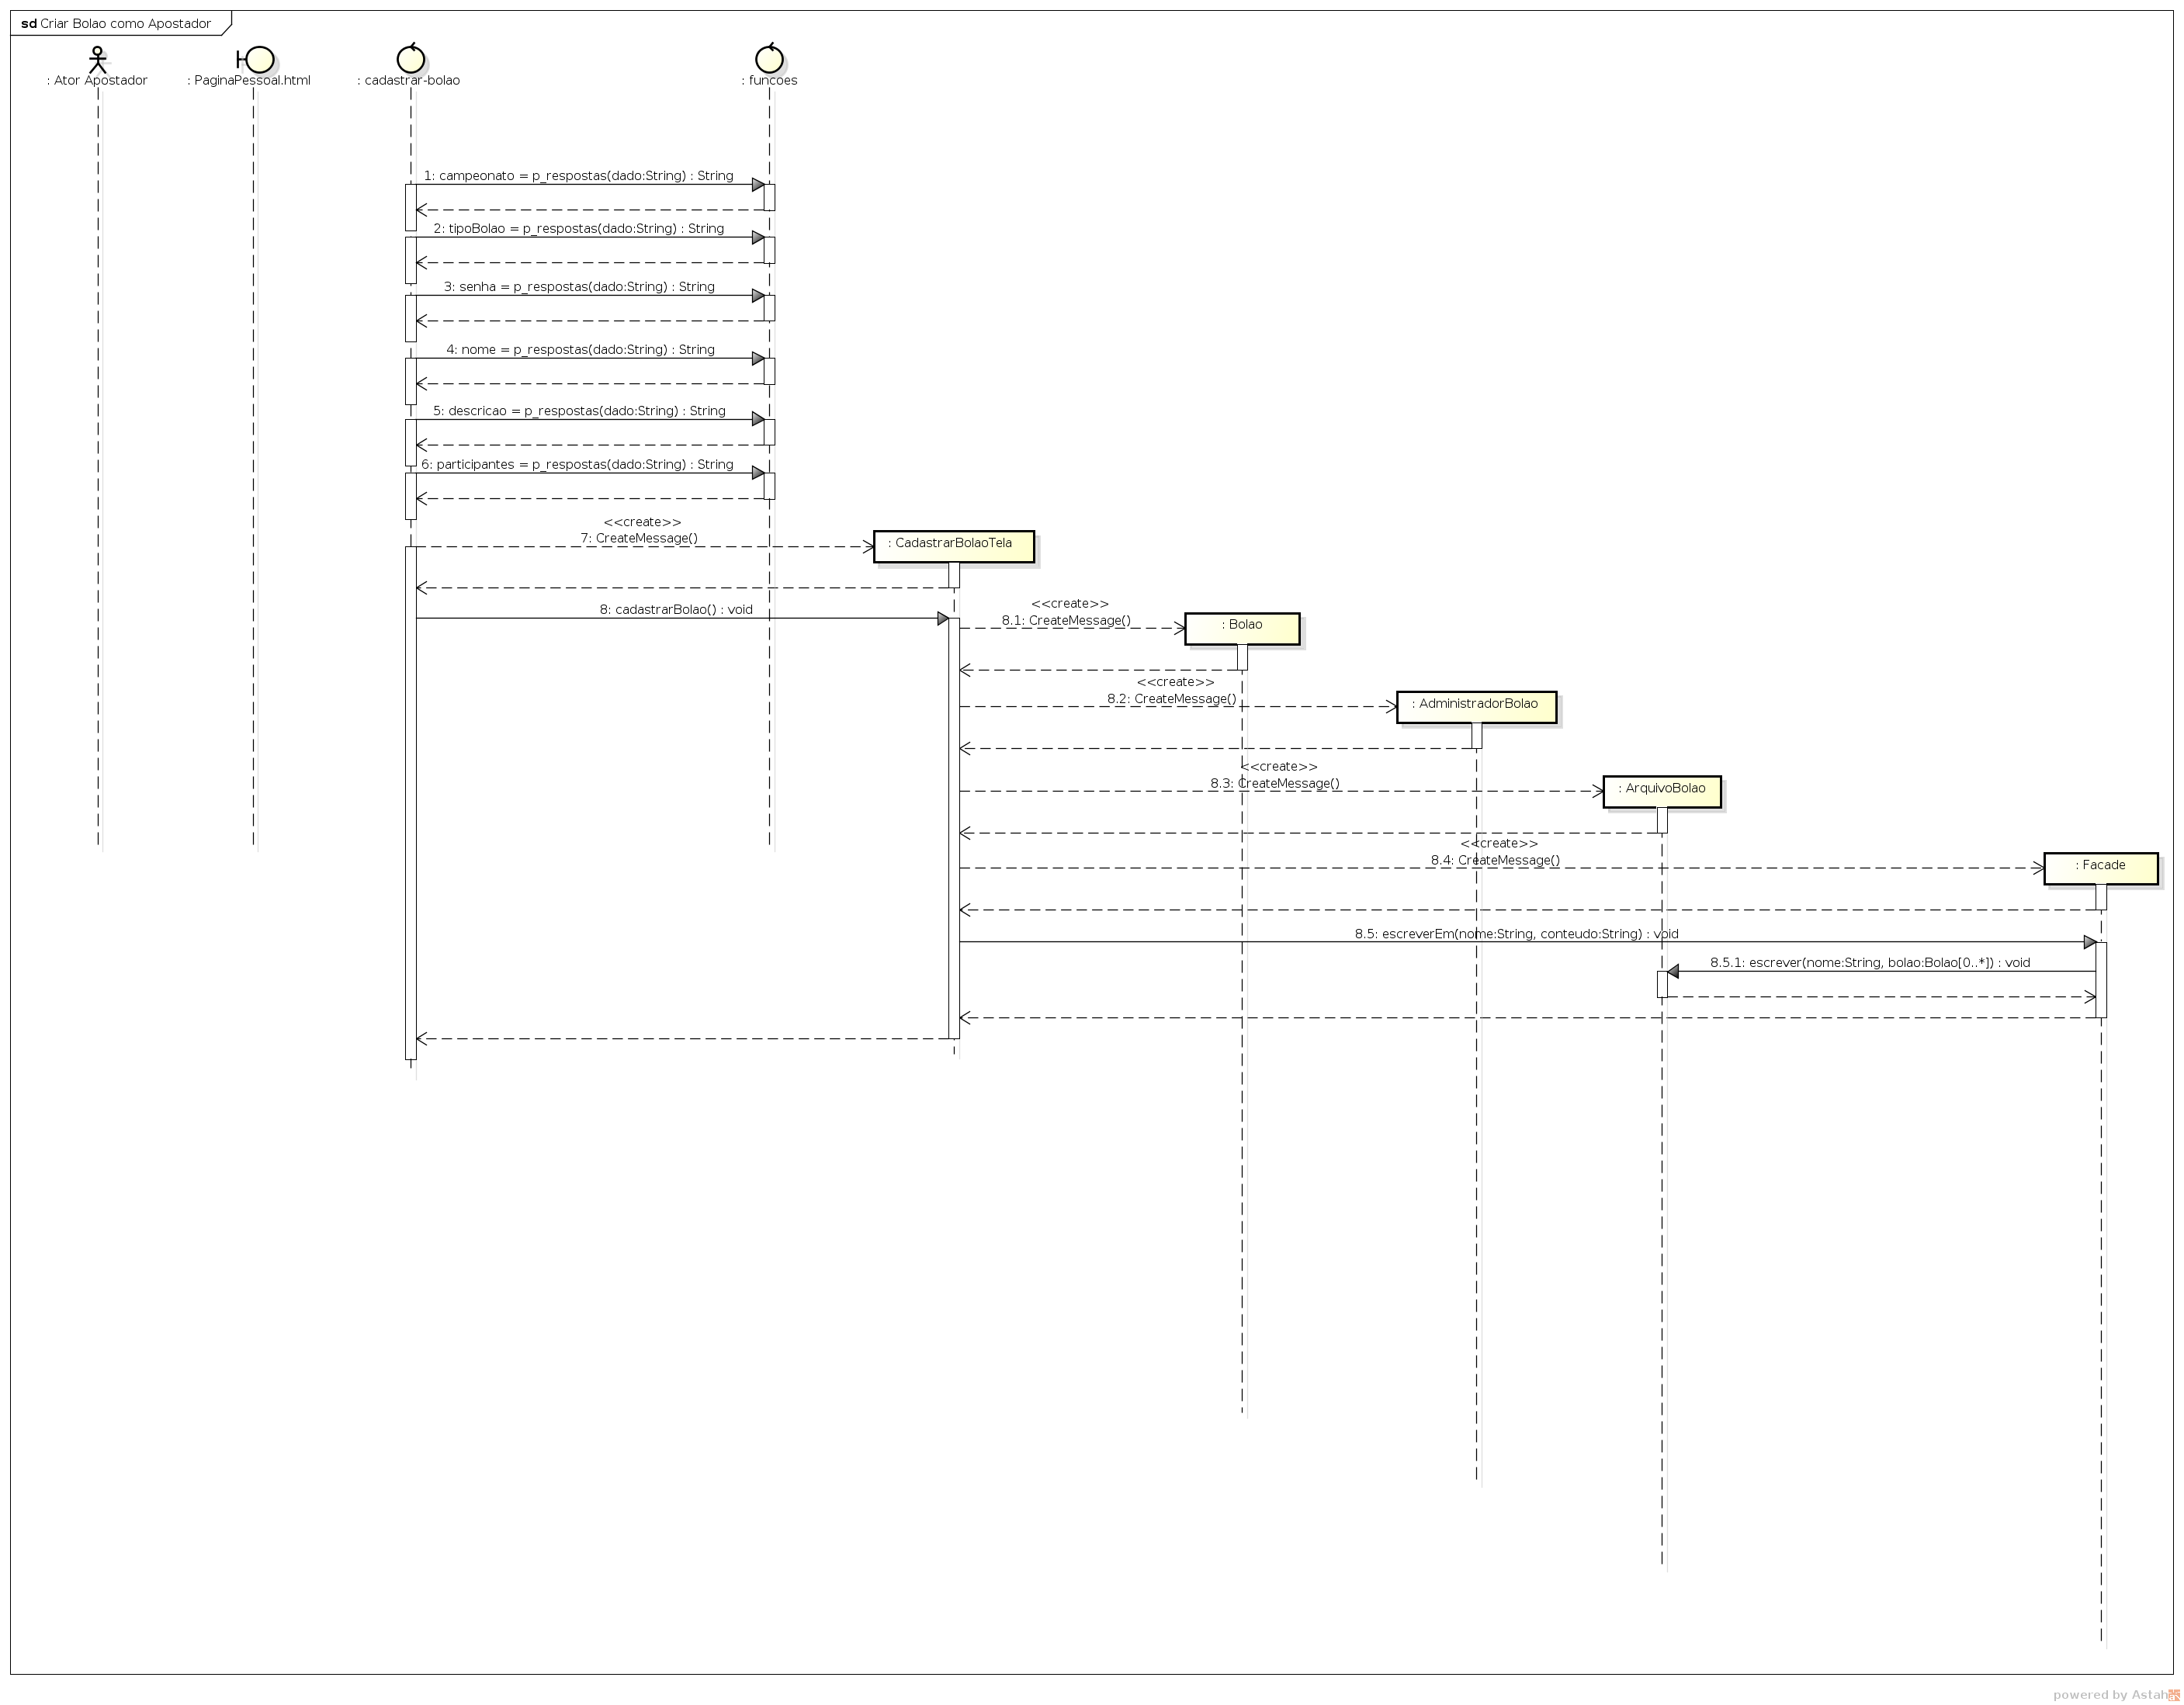 sd Criar Bolao como Apostador
: Ator Apostador
: PaginaPessoal.html
: cadastrar-bolao
: funcoes
1: campeonato = p_respostas(dado:String) : String
2: tipoBolao = p_respostas(dado:String) : String
3: senha = p_respostas(dado:String) : String
4: nome = p_respostas(dado:String) : String
5: descricao = p_respostas(dado:String) : String
6: participantes = p_respostas(dado:String) : String
<<create>>
7: CreateMessage()
: CadastrarBolaoTela
8: cadastrarBolao() : void
<<create>>
8.1: CreateMessage()
: Bolao
<<create>>
8.2: CreateMessage()
: AdministradorBolao
<<create>>
8.3: CreateMessage()
: ArquivoBolao
<<create>>
8.4: CreateMessage()
: Facade
8.5: escreverEm(nome:String, conteudo:String) : void
8.5.1: escrever(nome:String, bolao:Bolao[0..*]) : void
powered by Astah